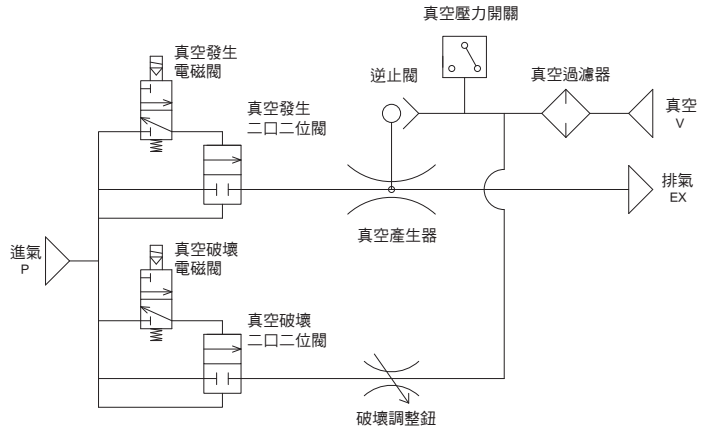 真空壓力開關
真空發生
電磁閥
逆止閥
真空過濾器
真空發生
二口二位閥
真空
V
排氣
EX
真空產生器
進氣
P
真空破壞
電磁閥
真空破壞
二口二位閥
破壞調整鈕